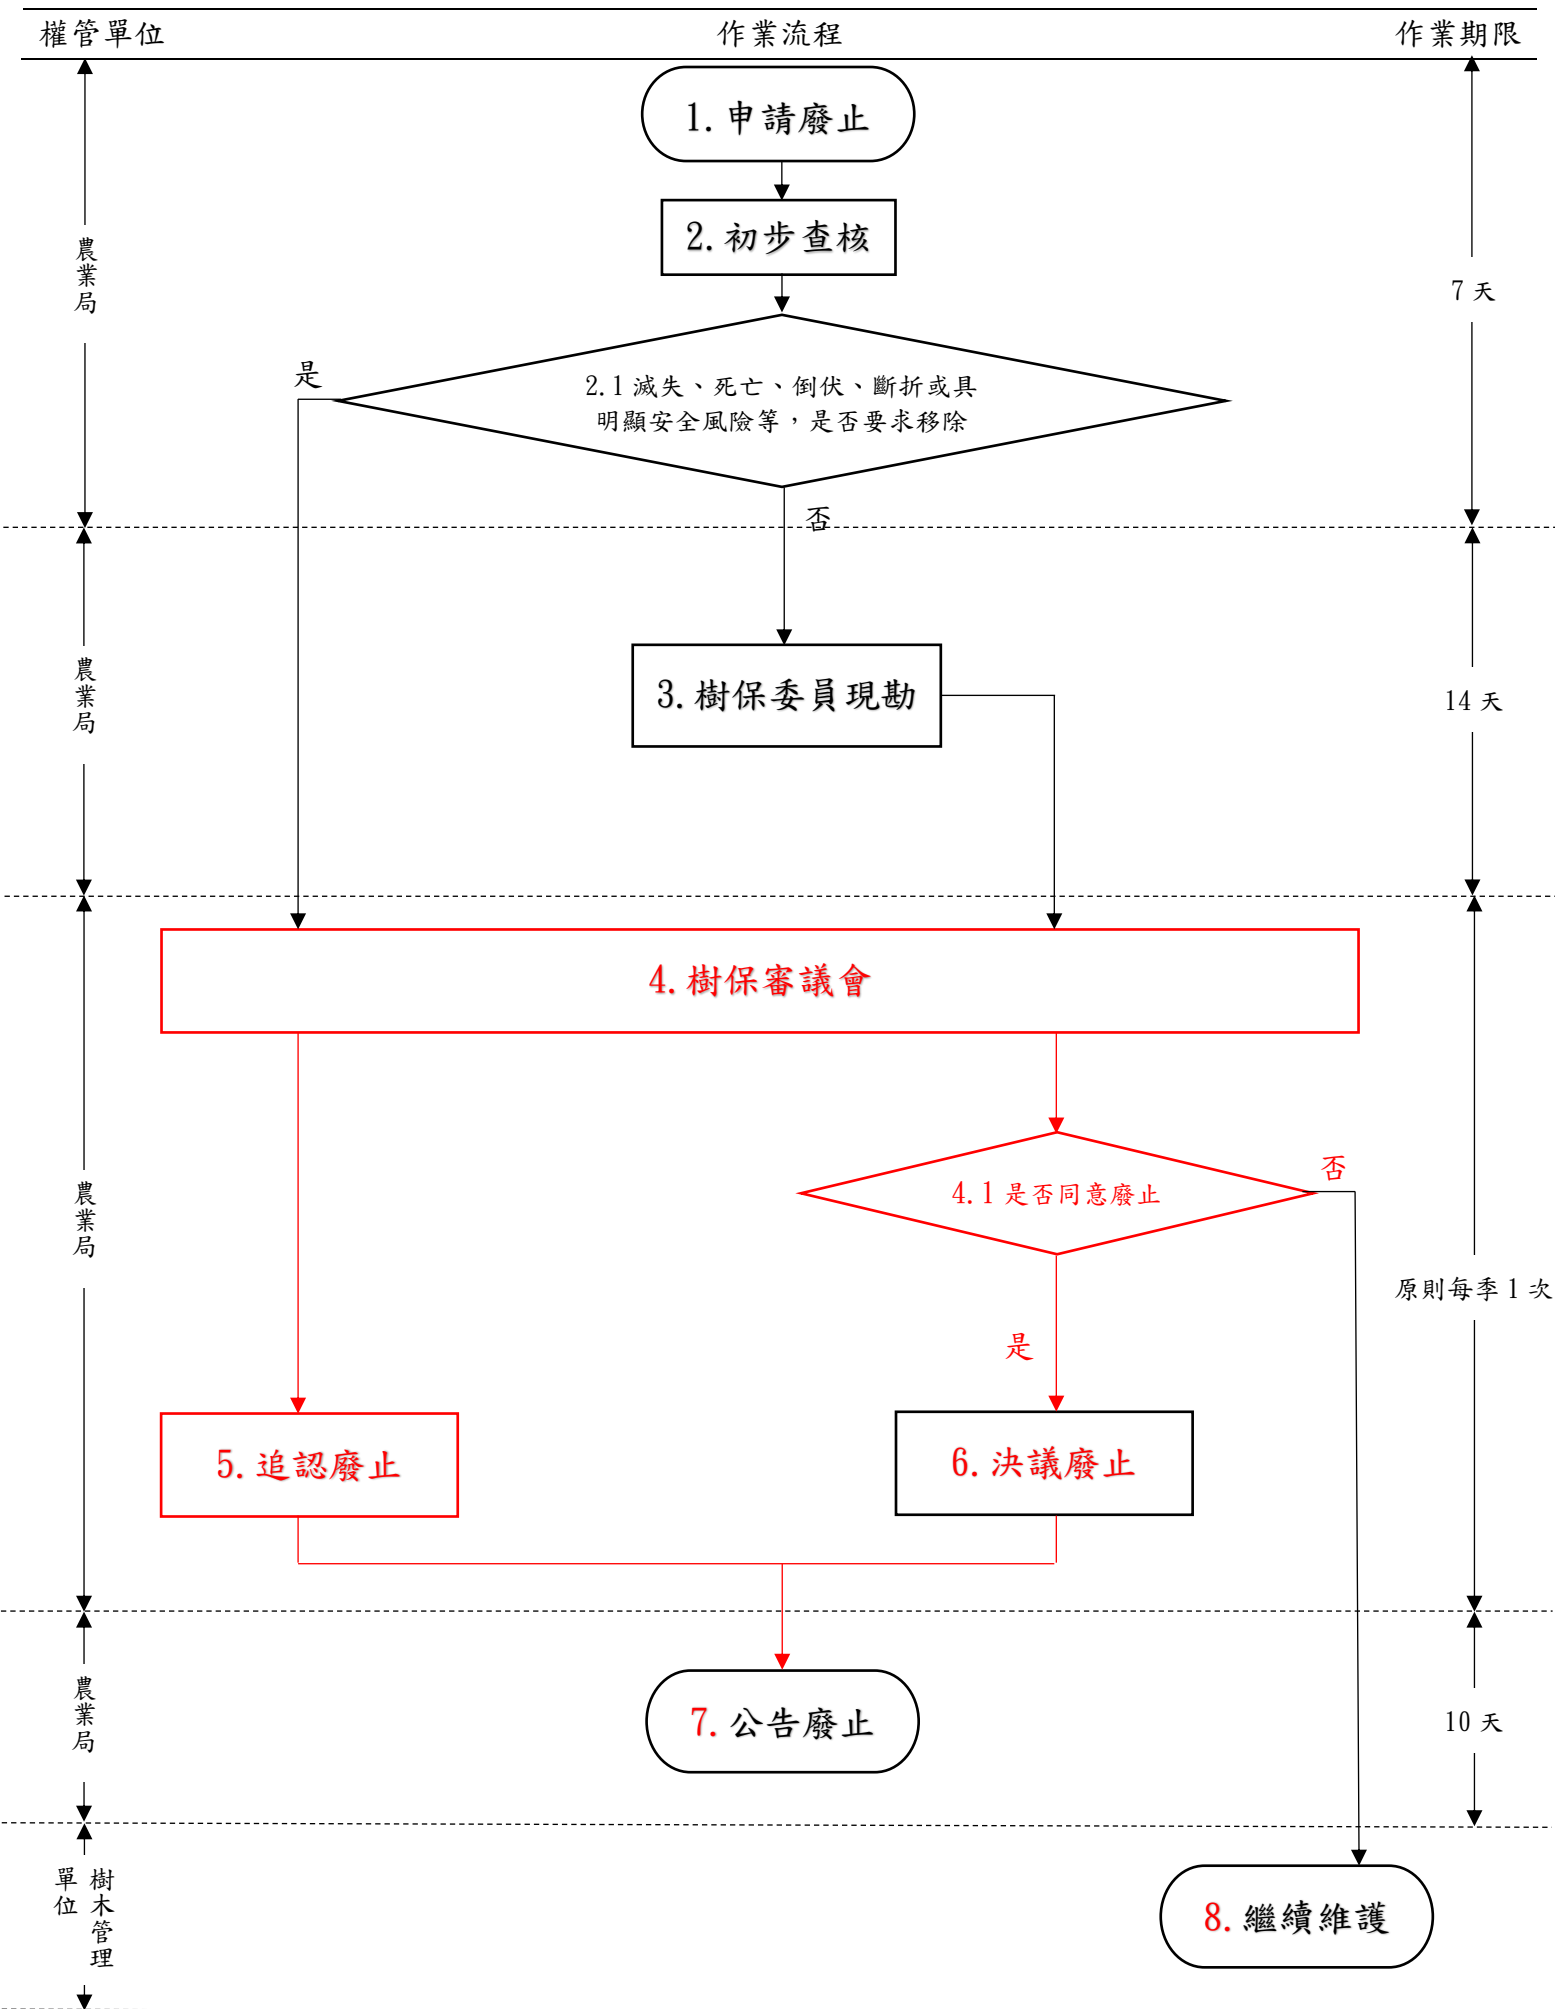 權管單位 作業流程 作業期限
1.申請廢止
2.初步查核
農業局
7天
是
2.1滅失、死亡、倒伏、斷折或具
明顯安全風險等，是否要求移除
否
農業局
3.樹保委員現勘
14天
4.樹保審議會
農業局
4.1是否同意廢止
否
原則每季1次
是
5.追認廢止
6.決議廢止
農業局
7.公告廢止
10天
樹木管理
單位
8.繼續維護